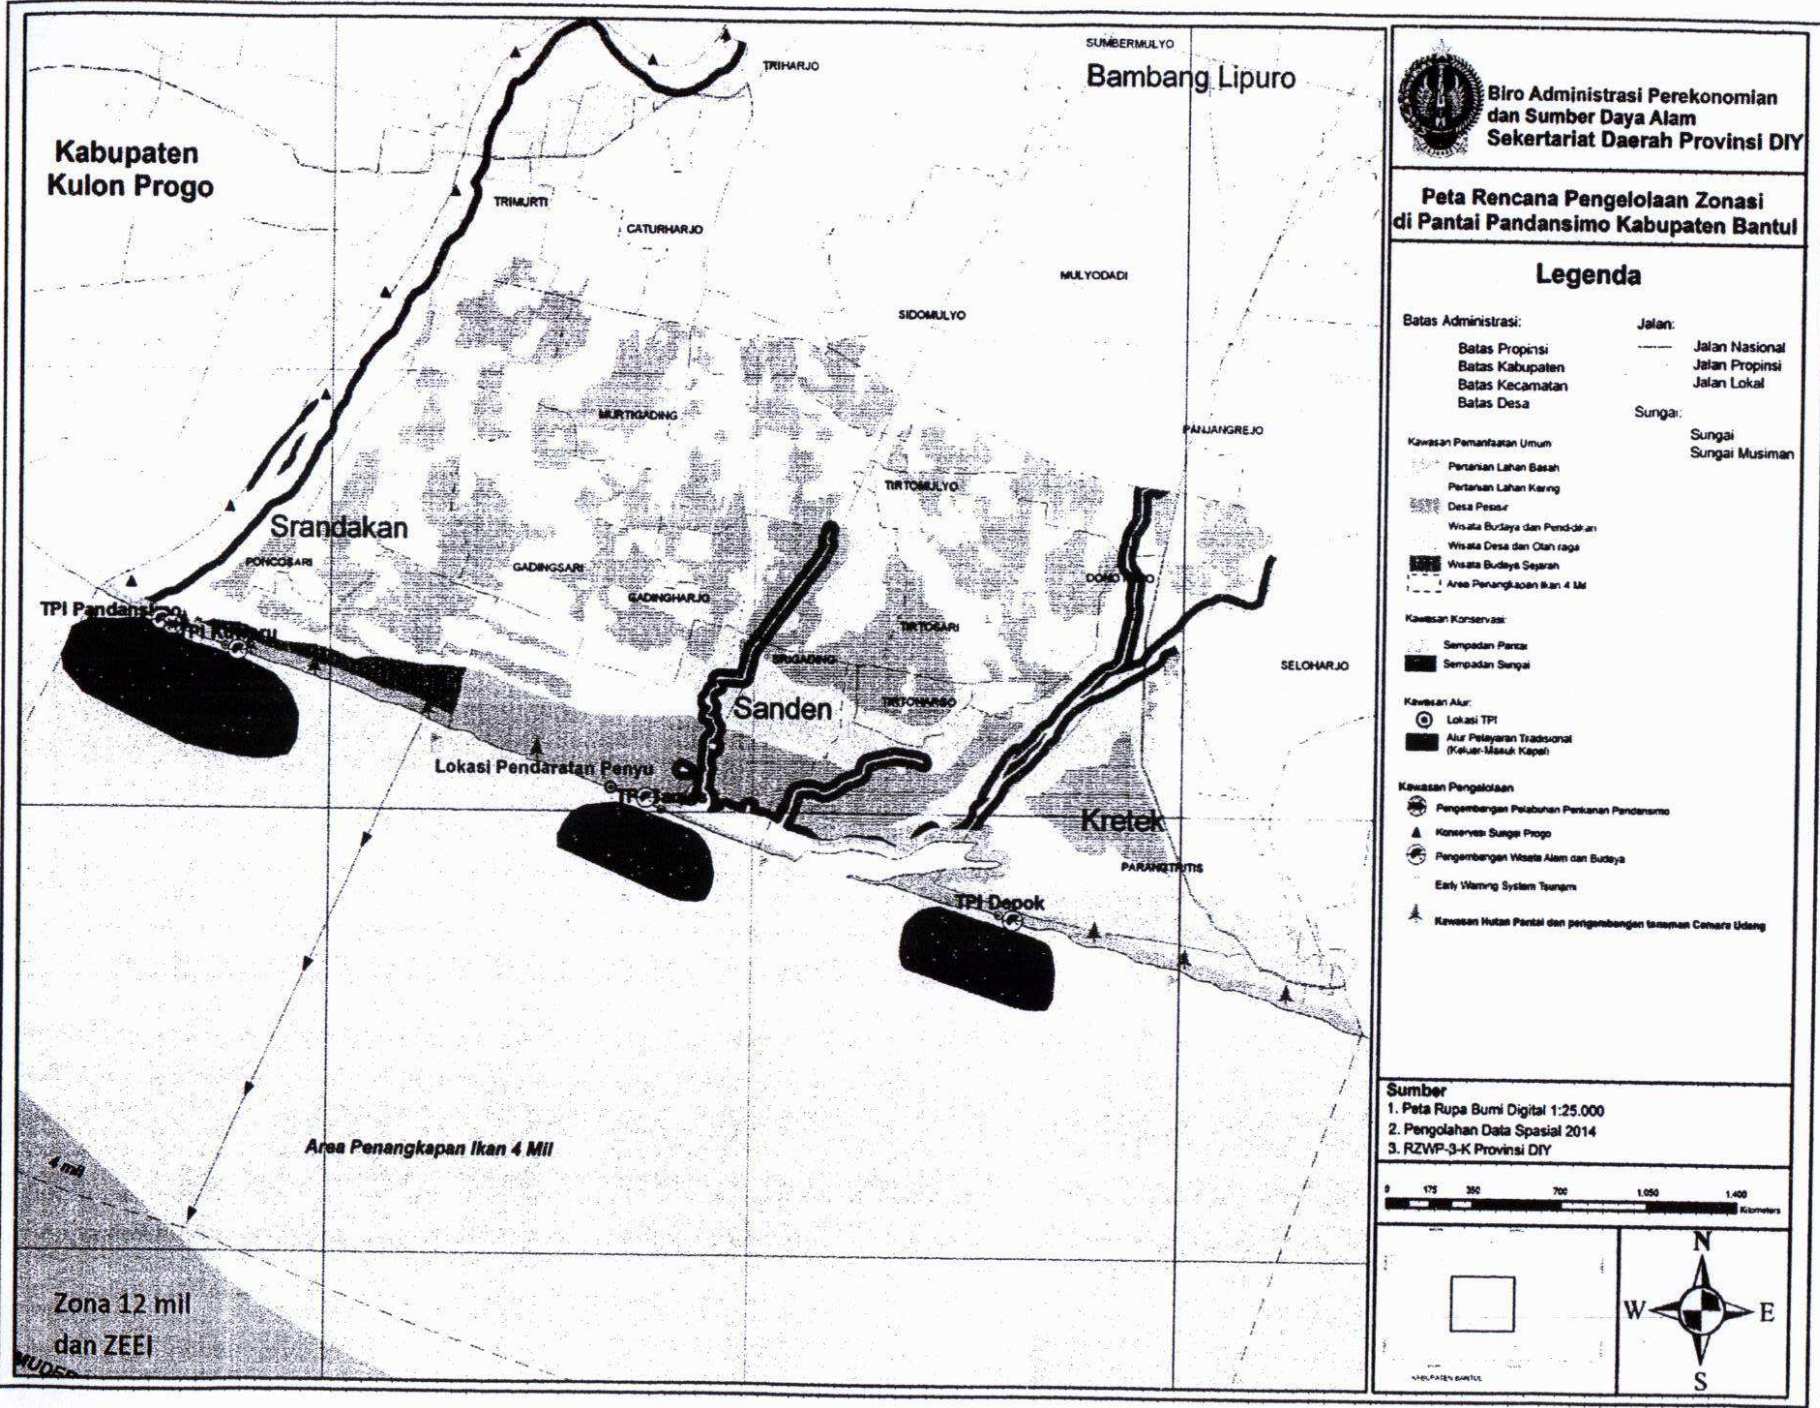 Kabupaten
Kulon Progo
TRIHARJO
SUMBERMULYO
Bambang Lipuro
TRIMURTI
CATURHARJO
MULYODADI
SIDOMULYO
MURTIGADING
PANJANGREJO
TIRTOMULYO
Srandakan
PONCOSARI
GADINGSARI
GADINGHARJO
TIRTOSARI
SRIGADING
SELOHARJO
Sanden
TIRTOHARGO
TPI Pandansimo
Lokasi Pendaratan Penyu
Kretek
PARANGTRITIS
TPI Depok
Area Penangkapan Ikan 4 Mil
4 mil
Zona 12 mil
dan ZEEI
Biro Administrasi Perekonomian
dan Sumber Daya Alam
Sekertariat Daerah Provinsi DIY
Peta Rencana Pengelolaan Zonasi
di Pantai Pandansimo Kabupaten Bantul
Legenda
Batas Administrasi:
Batas Propinsi
Batas Kabupaten
Batas Kecamatan
Batas Desa
Jalan:
Jalan Nasional
Jalan Propinsi
Jalan Lokal
Sungai:
Sungai
Sungai Musiman
Kawasan Pemanfaatan Umum
Pertanian Lahan Basah
Pertanian Lahan Kering
Desa Pesisir
Wisata Budaya dan Pendidikan
Wisata Desa dan Olah raga
Wisata Budaya Sejarah
Area Penangkapan Ikan 4 Mil
Kawasan Konservasi:
Sempadan Pantai
Sempadan Sungai
Kawasan Alur:
Lokasi TPI
Alur Pelayaran Tradisional
(Keluar-Masuk Kapal)
Kawasan Pengelolaan
Pengembangan Pelabuhan Perikanan Pandansimo
Konservasi Sungai Progo
Pengembangan Wisata Alam dan Budaya
Early Warning System Tsunami
Kawasan Hutan Pantai dan pengembangan tanaman Cemara Udang
Sumber
1. Peta Rupa Bumi Digital 1:25.000
2. Pengolahan Data Spasial 2014
3. RZWP-3-K Provinsi DIY
0 175 350 700 1.050 1.400
Kilometers
KABUPATEN BANTUL
N
W E
S